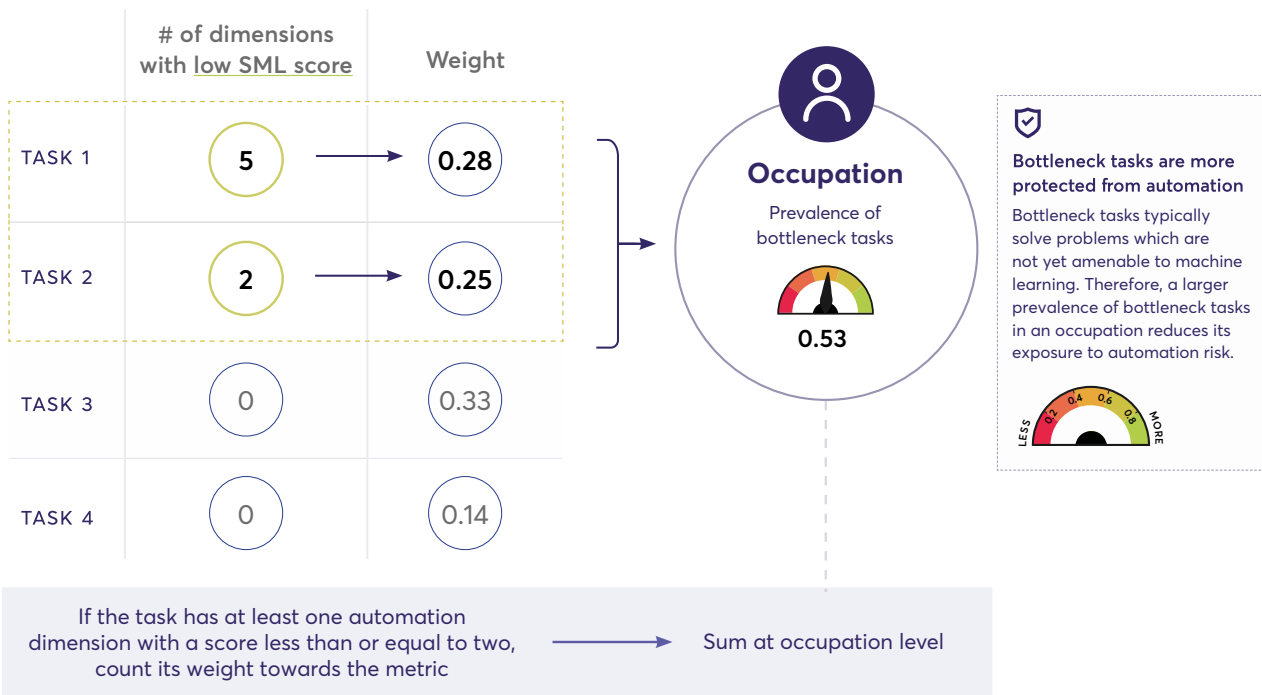 # of dimensions
with low SML score
Weight
TASK 1
5
0.28
TASK 2
2
0.25
TASK 3
0
0.33
TASK 4
0
0.14
Occupation
Prevalence of
bottleneck tasks
0.53
Bottleneck tasks are more
protected from automation
Bottleneck tasks typically
solve problems which are
not yet amenable to machine
learning. Therefore, a larger
prevalence of bottleneck tasks
in an occupation reduces its
exposure to automation risk.
LESS
0.2
0.4
0.6
0.8
MORE
If the task has at least one automation
dimension with a score less than or equal to two,
count its weight towards the metric
Sum at occupation level